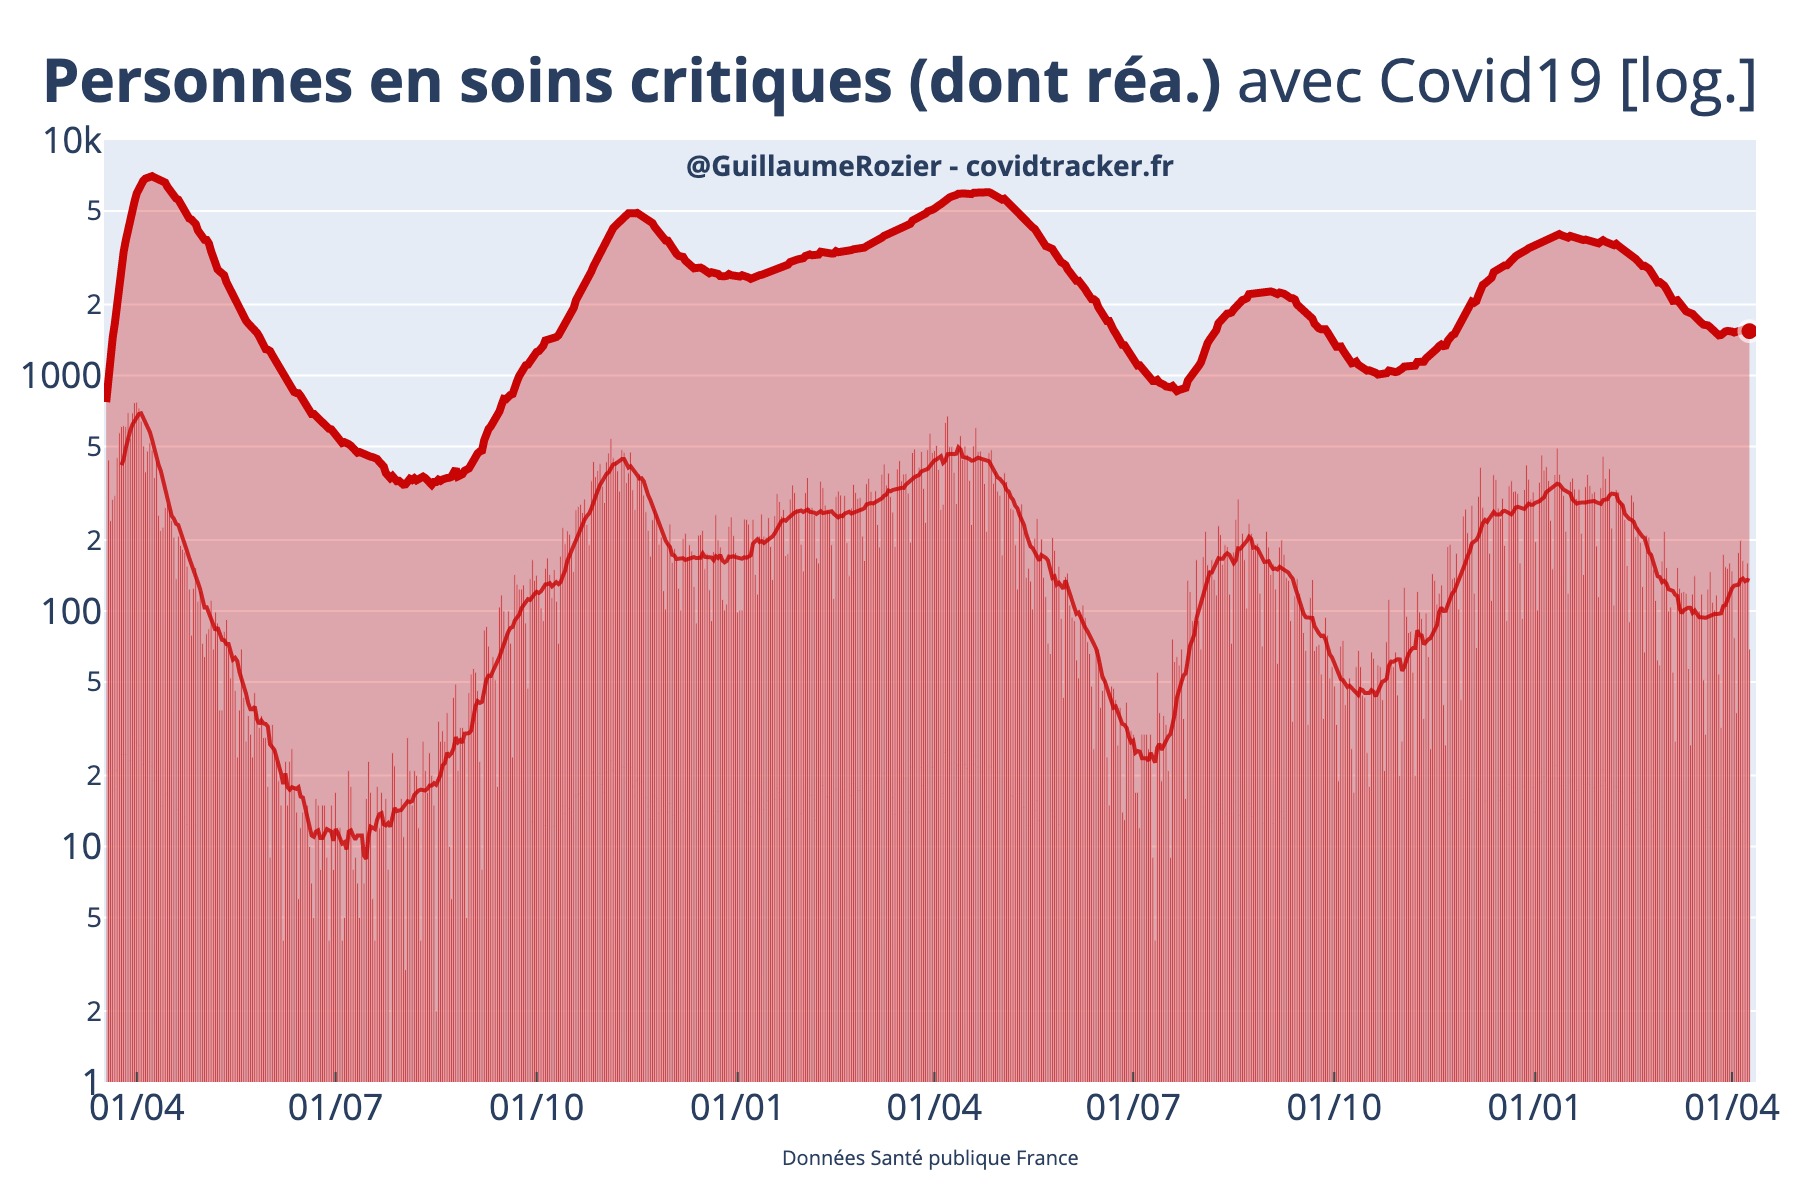 Personnes en soins critiques (dont réa.) avec Covid19 [log.]
@GuillaumeRozier - covidtracker.fr
10k
5
2
1000
5
2
100
5
2
10
5
2
1
01/04 01/07 01/10 01/01 01/04 01/07 01/10 01/01 01/04
Données Santé publique France